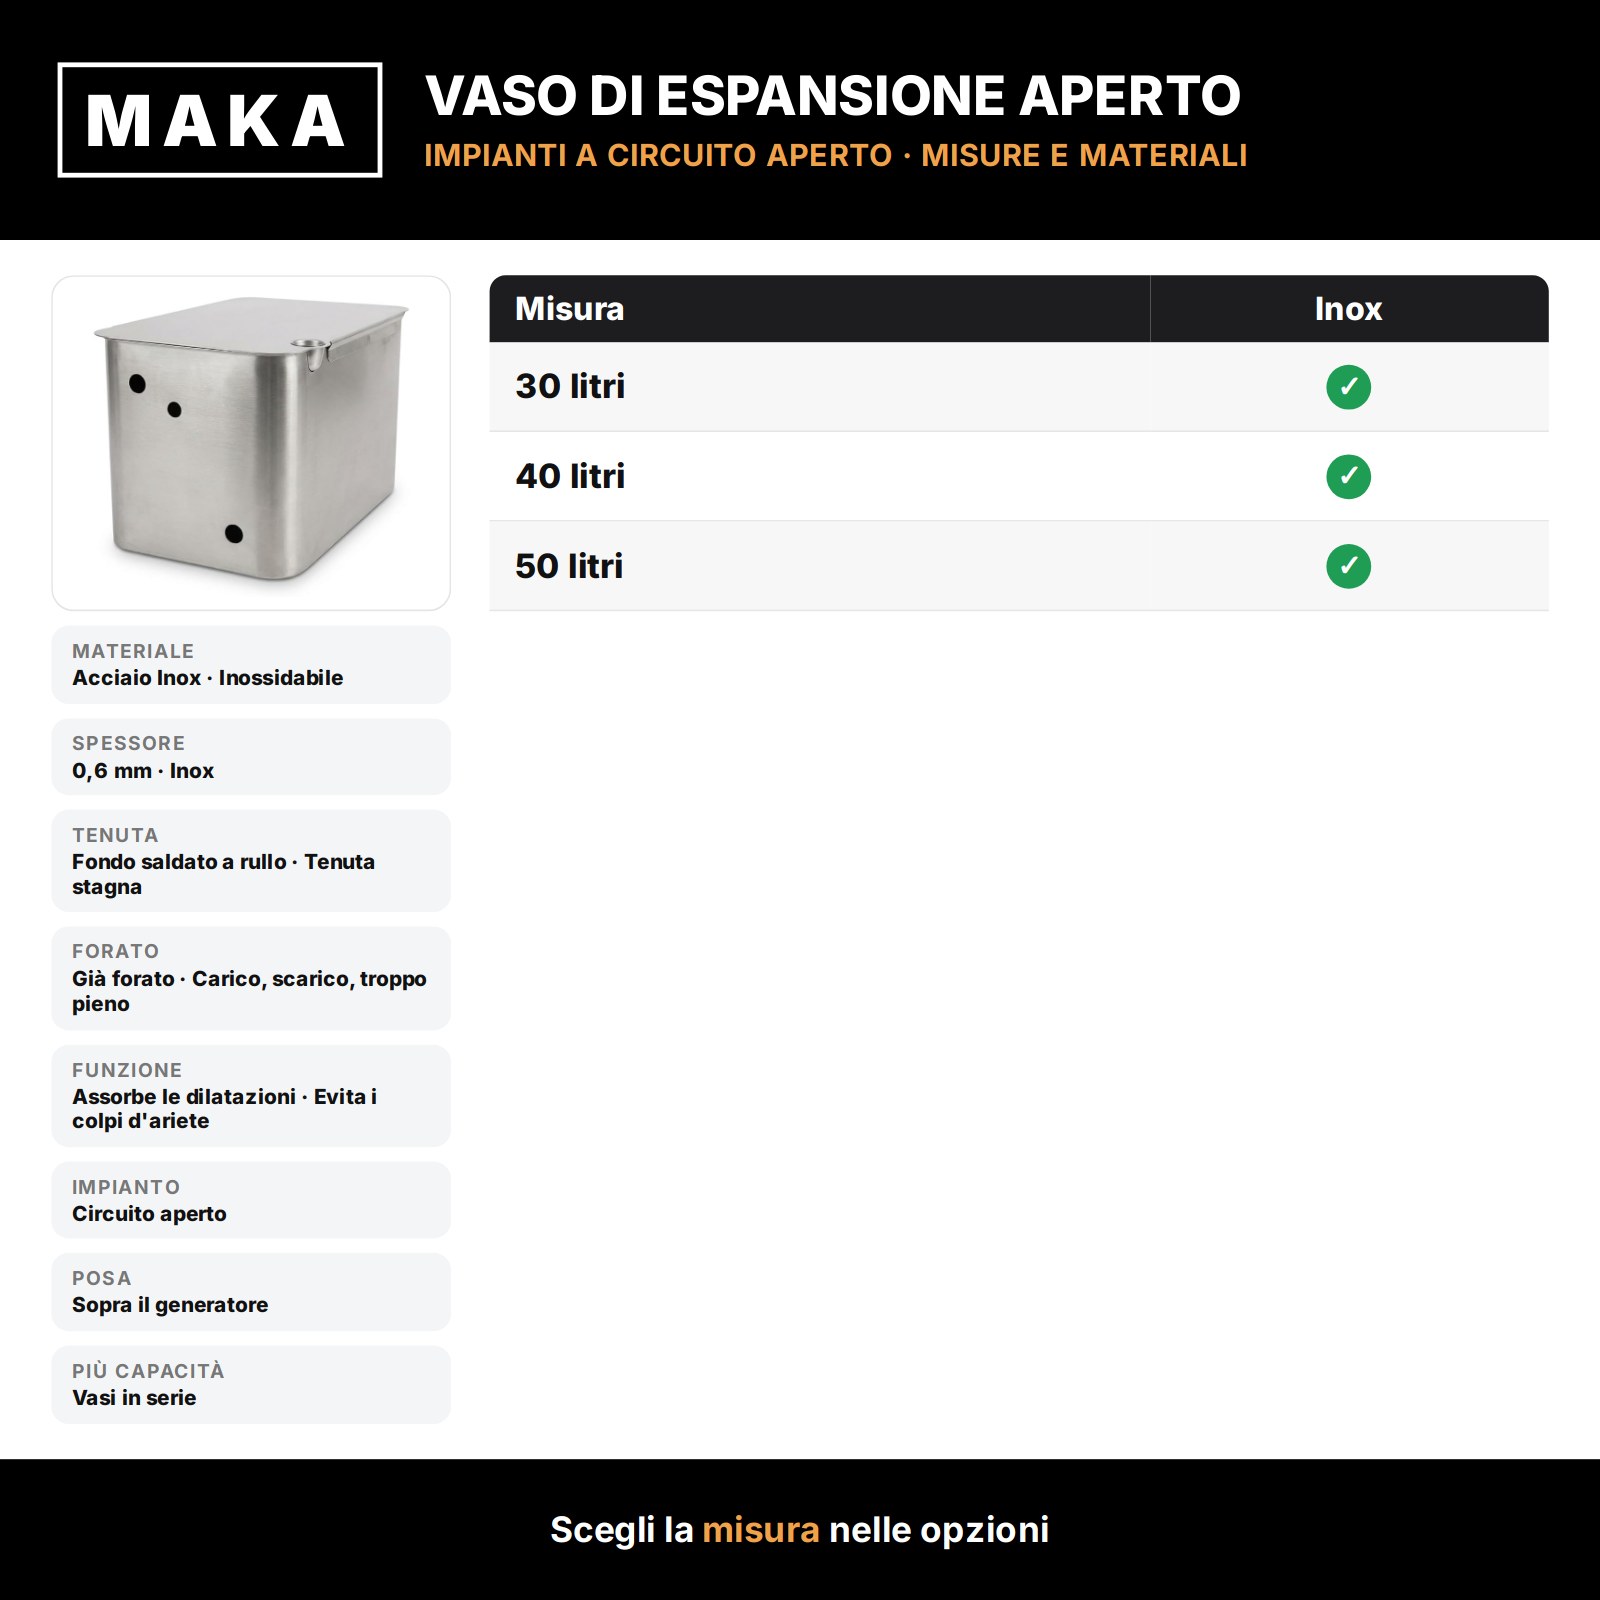 MAKA
VASO DI ESPANSIONE APERTO
IMPIANTI A CIRCUITO APERTO · MISURE E MATERIALI
Misura Inox
30 litri ✓
40 litri ✓
50 litri ✓
MATERIALE
Acciaio Inox · Inossidabile
SPESSORE
0,6 mm · Inox
TENUTA
Fondo saldato a rullo · Tenuta
stagna
FORATO
Già forato · Carico, scarico, troppo
pieno
FUNZIONE
Assorbe le dilatazioni · Evita i
colpi d'ariete
IMPIANTO
Circuito aperto
POSA
Sopra il generatore
PIÙ CAPACITÀ
Vasi in serie
Scegli la misura nelle opzioni